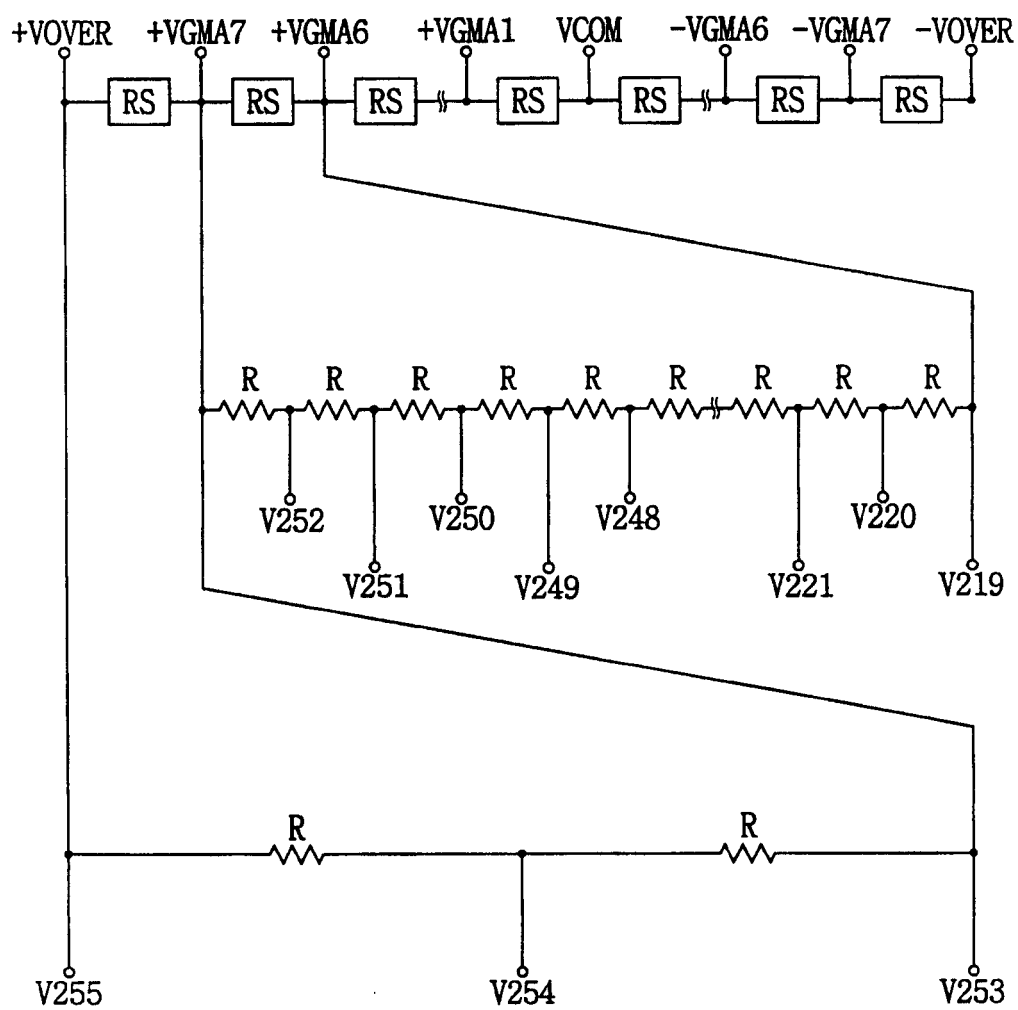 +VOVER +VGMA7 +VGMA6 +VGMA1 VCOM -VGMA6 -VGMA7 -VOVER
RS RS RS RS RS RS RS
R R R R R R R R R
V252 V250 V248 V220
V251 V249 V221 V219
R R
V255 V254 V253